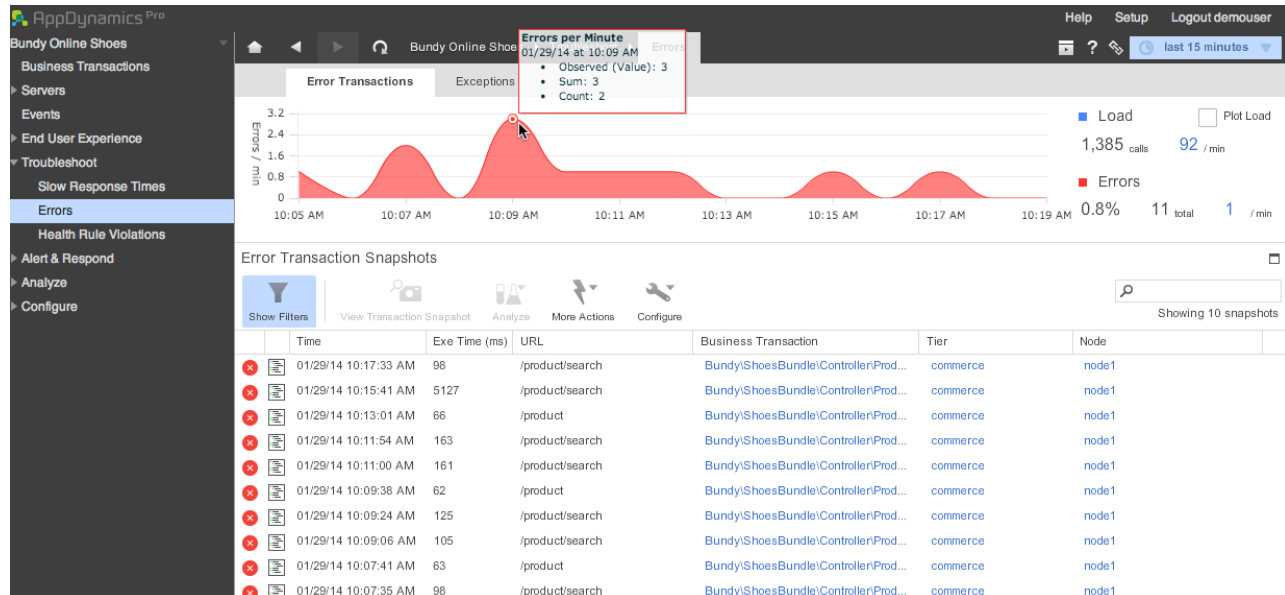 AppDynamics Pro
Help Setup Logout demouser
Bundy Online Shoes
Business Transactions
Servers
Events
End User Experience
Troubleshoot
Slow Response Times
Errors
Health Rule Violations
Alert & Respond
Analyze
Configure
Bundy Online Shoe
Errors
? last 15 minutes
Errors per Minute
01/29/14 at 10:09 AM
• Observed (Value): 3
• Sum: 3
• Count: 2
Error Transactions Exceptions
Errors / min
3.2
2.4
1.6
0.8
0
10:05 AM 10:07 AM 10:09 AM 10:11 AM 10:13 AM 10:15 AM 10:17 AM 10:19 AM
Load Plot Load
1,385 calls 92 / min
Errors
0.8% 11 total 1 / min
Error Transaction Snapshots
Show Filters View Transaction Snapshot Analyze More Actions Configure
Showing 10 snapshots
Time Exe Time (ms) URL Business Transaction Tier Node
01/29/14 10:17:33 AM 98 /product/search Bundy\ShoesBundle\Controller\Prod... commerce node1
01/29/14 10:15:41 AM 5127 /product/search Bundy\ShoesBundle\Controller\Prod... commerce node1
01/29/14 10:13:01 AM 66 /product Bundy\ShoesBundle\Controller\Prod... commerce node1
01/29/14 10:11:54 AM 163 /product/search Bundy\ShoesBundle\Controller\Prod... commerce node1
01/29/14 10:11:00 AM 161 /product/search Bundy\ShoesBundle\Controller\Prod... commerce node1
01/29/14 10:09:38 AM 62 /product Bundy\ShoesBundle\Controller\Prod... commerce node1
01/29/14 10:09:24 AM 125 /product/search Bundy\ShoesBundle\Controller\Prod... commerce node1
01/29/14 10:09:06 AM 105 /product/search Bundy\ShoesBundle\Controller\Prod... commerce node1
01/29/14 10:07:41 AM 63 /product Bundy\ShoesBundle\Controller\Prod... commerce node1
01/29/14 10:07:35 AM 98 /product/search Bundy\ShoesBundle\Controller\Prod... commerce node1